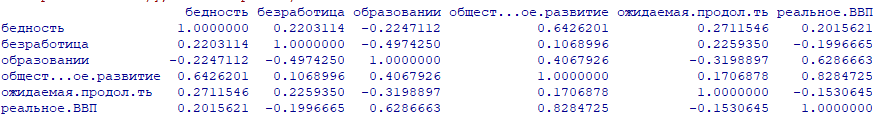 бедность безработица образовании общест...ое.развитие ожидаемая.продол.ть реальное.ВВП
бедность 1.0000000 0.2203114 -0.2247112 0.6426201 0.2711546 0.2015621
безработица 0.2203114 1.0000000 -0.4974250 0.1068996 0.2259350 -0.1996665
образовании -0.2247112 -0.4974250 1.0000000 0.4067926 -0.3198897 0.6286663
общест...ое.развитие 0.6426201 0.1068996 0.4067926 1.0000000 0.1706878 0.8284725
ожидаемая.продол.ть 0.2711546 0.2259350 -0.3198897 0.1706878 1.0000000 -0.1530645
реальное.ВВП 0.2015621 -0.1996665 0.6286663 0.8284725 -0.1530645 1.0000000